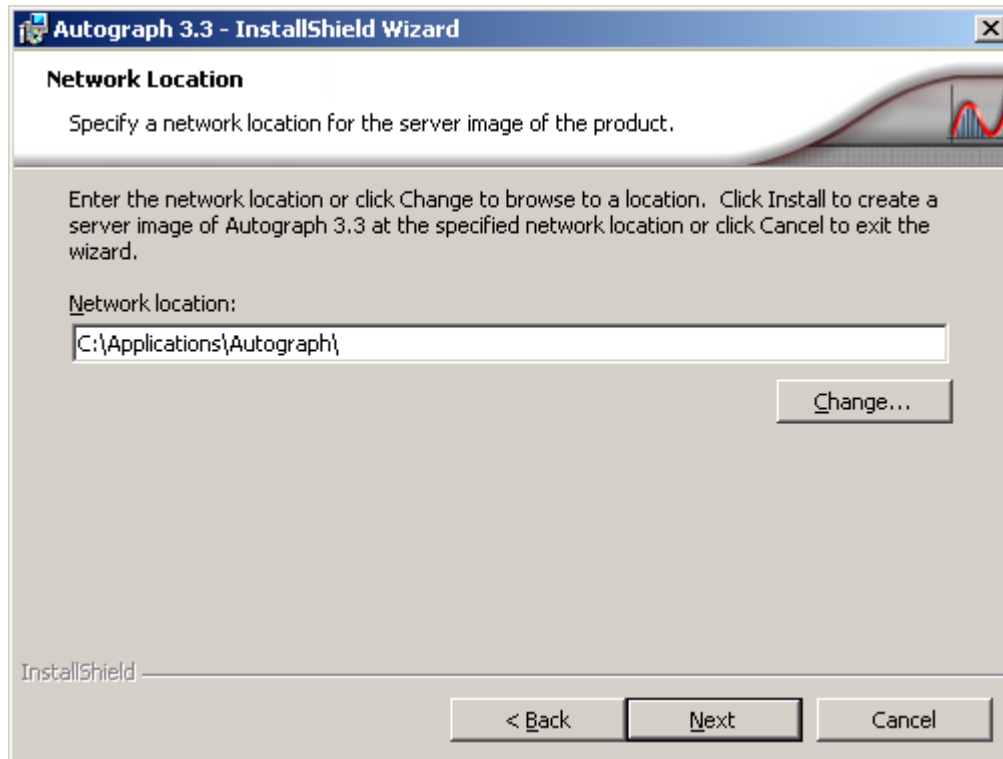 Autograph 3.3 - InstallShield Wizard
Network Location
Specify a network location for the server image of the product.
Enter the network location or click Change to browse to a location.  Click Install to create a
server image of Autograph 3.3 at the specified network location or click Cancel to exit the
wizard.
Network location:
C:\Applications\Autograph\
Change...
InstallShield
< Back
Next
Cancel